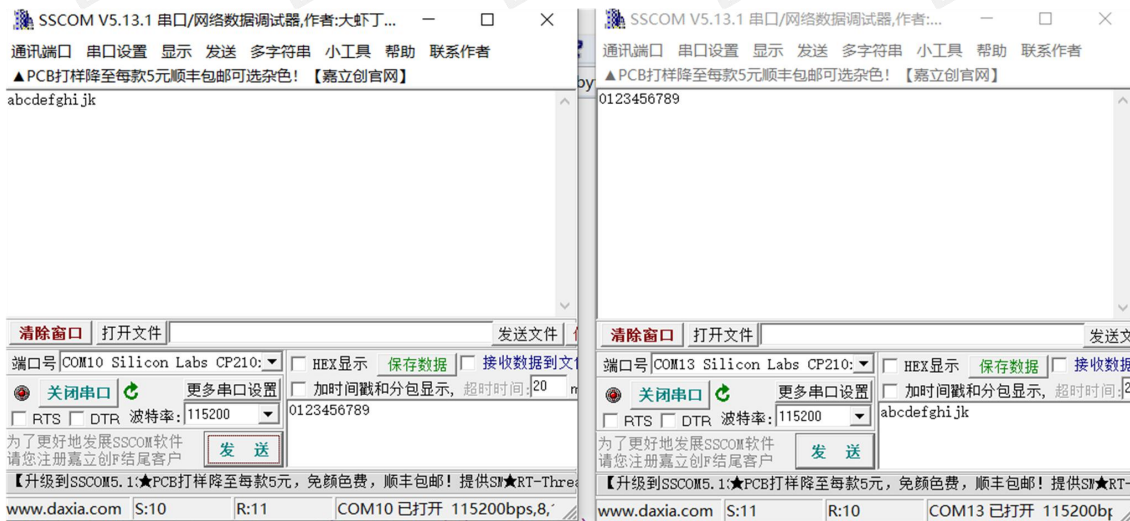 SSCOM V5.13.1 串口/网络数据调试器,作者:大虾丁...
通讯端口 串口设置 显示 发送 多字符串 小工具 帮助 联系作者
▲PCB打样降至每款5元顺丰包邮可选杂色!【嘉立创官网】
abcdefghijk
清除窗口 打开文件 发送文件
端口号 COM10 Silicon Labs CP210: HEX显示 保存数据 接收数据到文
关闭串口 更多串口设置 加时间戳和分包显示, 超时时间: 20 m
RTS DTR 波特率: 115200 0123456789
为了更好地发展SSCOM软件
请您注册嘉立创F结尾客户
发 送
【升级到SSCOM5.1:★PCB打样降至每款5元,免颜色费,顺丰包邮!提供SM★RT-Threa
www.daxia.com S:10 R:11 COM10 已打开 115200bps,8,
by
SSCOM V5.13.1 串口/网络数据调试器,作者:...
通讯端口 串口设置 显示 发送 多字符串 小工具 帮助 联系作者
▲PCB打样降至每款5元顺丰包邮可选杂色!【嘉立创官网】
0123456789
清除窗口 打开文件 发送文
端口号 COM13 Silicon Labs CP210: HEX显示 保存数据 接收数据
关闭串口 更多串口设置 加时间戳和分包显示, 超时时间: 2
RTS DTR 波特率: 115200 abcdefghijk
为了更好地发展SSCOM软件
请您注册嘉立创F结尾客户
发 送
【升级到SSCOM5.1:★PCB打样降至每款5元,免颜色费,顺丰包邮!提供SM★RT-
www.daxia.com S:11 R:10 COM13 已打开 115200bp